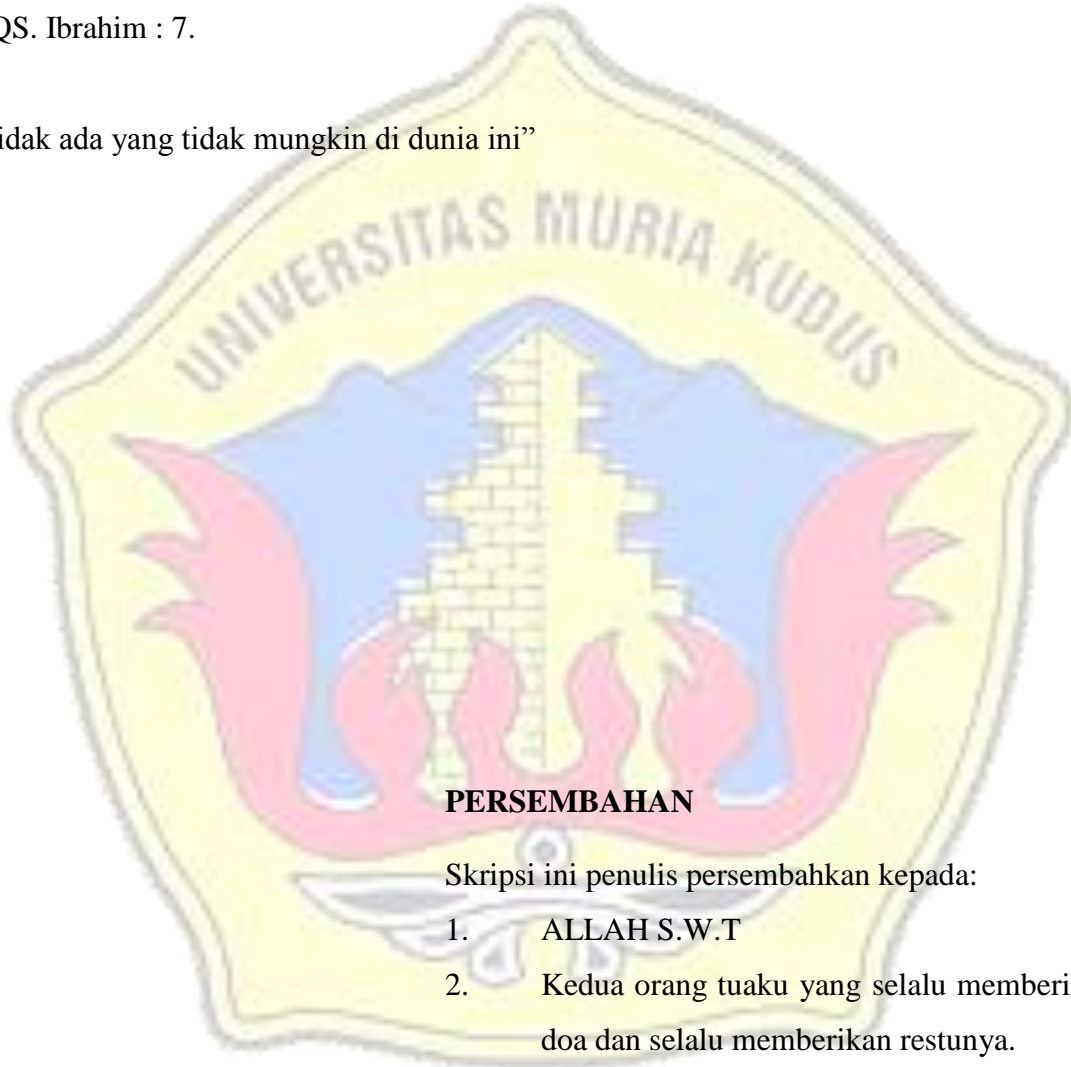 QS. Ibrahim : 7.
idak ada yang tidak mungkin di dunia ini”
UNIVERSITAS MURIA KUDUS
PERSEMBAHAN
Skripsi ini penulis persembahkan kepada:
1. ALLAH S.W.T
2. Kedua orang tuaku yang selalu memberi
doa dan selalu memberikan restunya.